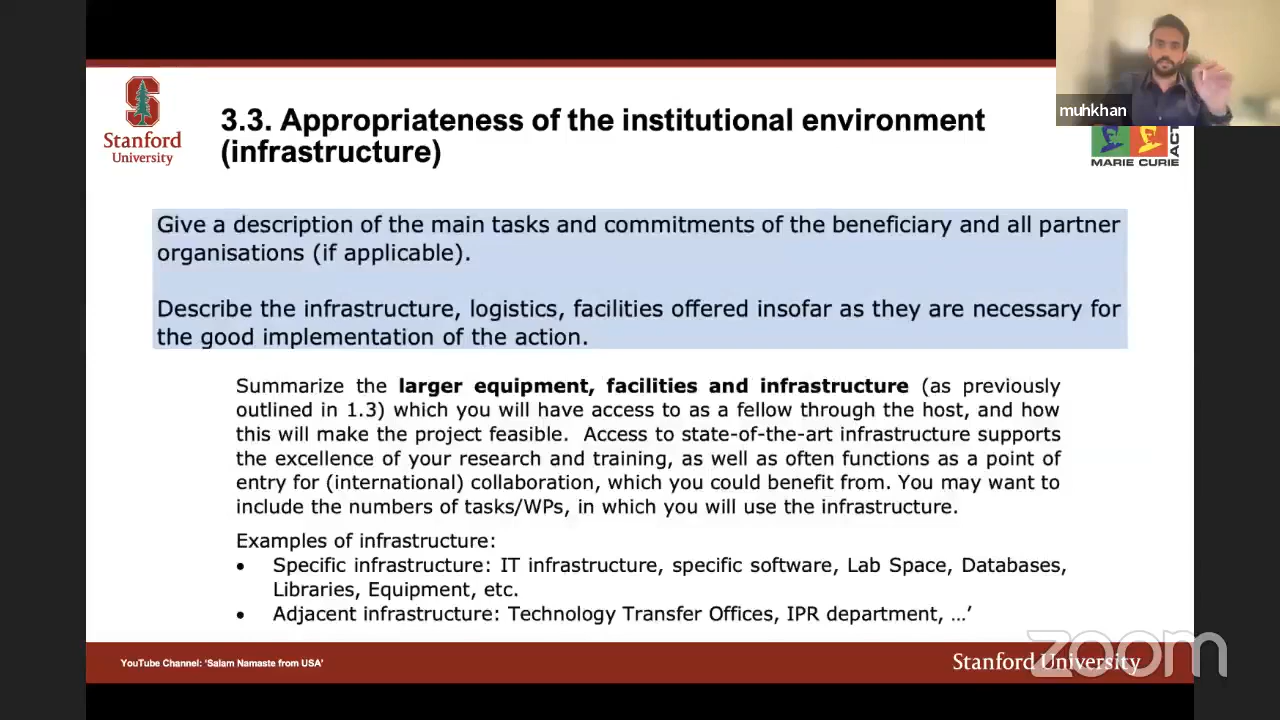 muhkhan
Stanford
University
3.3. Appropriateness of the institutional environment
(infrastructure)
MARIE CURIE
ACT
Give a description of the main tasks and commitments of the beneficiary and all partner
organisations (if applicable).
Describe the infrastructure, logistics, facilities offered insofar as they are necessary for
the good implementation of the action.
Summarize the larger equipment, facilities and infrastructure (as previously
outlined in 1.3) which you will have access to as a fellow through the host, and how
this will make the project feasible. Access to state-of-the-art infrastructure supports
the excellence of your research and training, as well as often functions as a point of
entry for (international) collaboration, which you could benefit from. You may want to
include the numbers of tasks/WPs, in which you will use the infrastructure.
Examples of infrastructure:
• Specific infrastructure: IT infrastructure, specific software, Lab Space, Databases,
Libraries, Equipment, etc.
• Adjacent infrastructure: Technology Transfer Offices, IPR department, …’
YouTube Channel: ‘Salam Namaste from USA’
Stanford University
zoom